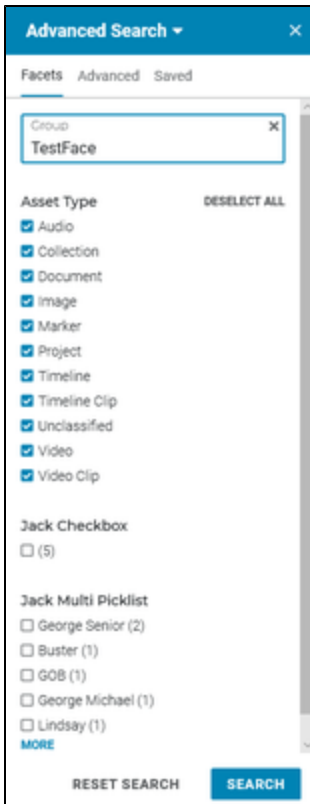 Advanced Search
Facets Advanced Saved
Group
TestFace
Asset Type DESELECT ALL
Audio
Collection
Document
Image
Marker
Project
Timeline
Timeline Clip
Unclassified
Video
Video Clip
Jack Checkbox
(5)
Jack Multi Picklist
George Senior (2)
Buster (1)
GOB (1)
George Michael (1)
Lindsay (1)
MORE
RESET SEARCH SEARCH